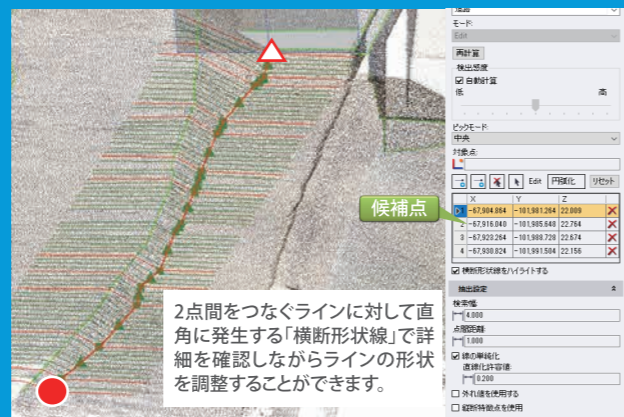 道路
モード:
Edit
再計算
検出感度
自動計算
低 高
ピックモード:
中央
対象点:
Edit 円弧化 リセット
候補点
X Y Z
1 -67,904.864 -101,981.264 22.889
2 -67,916.040 -101,985.648 22.764
3 -67,923.264 -101,988.728 22.674
4 -67,930.824 -101,991.504 22.156
横断形状線をハイライトする
抽出設定
検索幅:
4.000
点間距離:
1.000
線の単純化
直線化許容値:
0.200
外れ値を使用する
縦断特徴点を使用
2点間をつなぐラインに対して直
角に発生する「横断形状線」で詳
細を確認しながらラインの形状
を調整することができます。